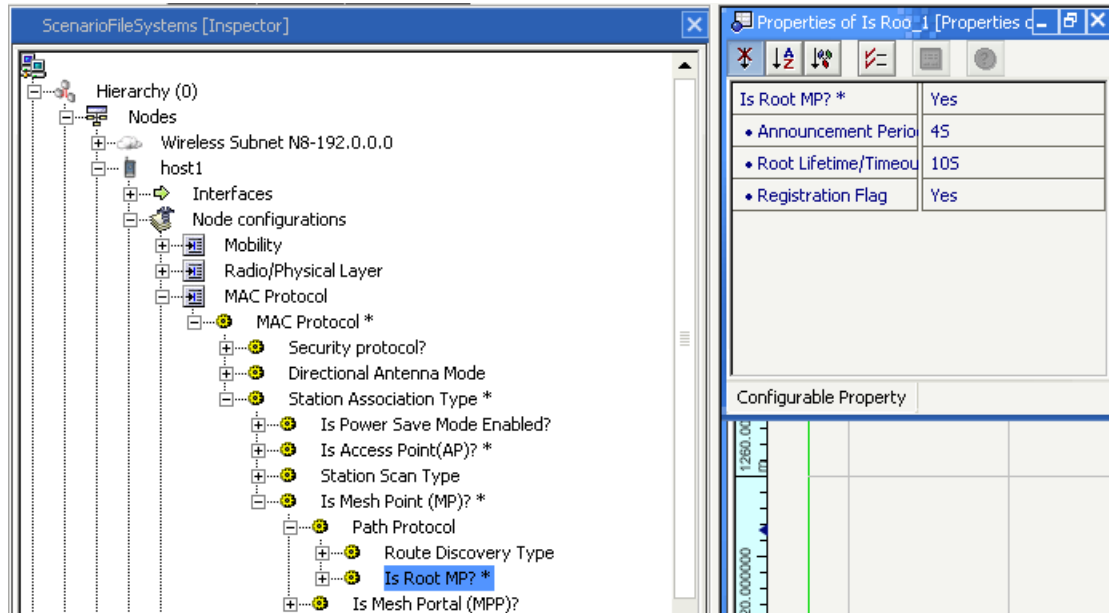 ScenarioFileSystems [Inspector]
Hierarchy (0)
Nodes
Wireless Subnet N8-192.0.0.0
host1
Interfaces
Node configurations
Mobility
Radio/Physical Layer
MAC Protocol
MAC Protocol *
Security protocol?
Directional Antenna Mode
Station Association Type *
Is Power Save Mode Enabled?
Is Access Point(AP)? *
Station Scan Type
Is Mesh Point (MP)? *
Path Protocol
Route Discovery Type
Is Root MP? *
Is Mesh Portal (MPP)?
Properties of Is Roo_1 [Properties
Is Root MP? * Yes
• Announcement Perio 4S
• Root Lifetime/Timeou 10S
• Registration Flag Yes
Configurable Property
1260.00
m
20.000000